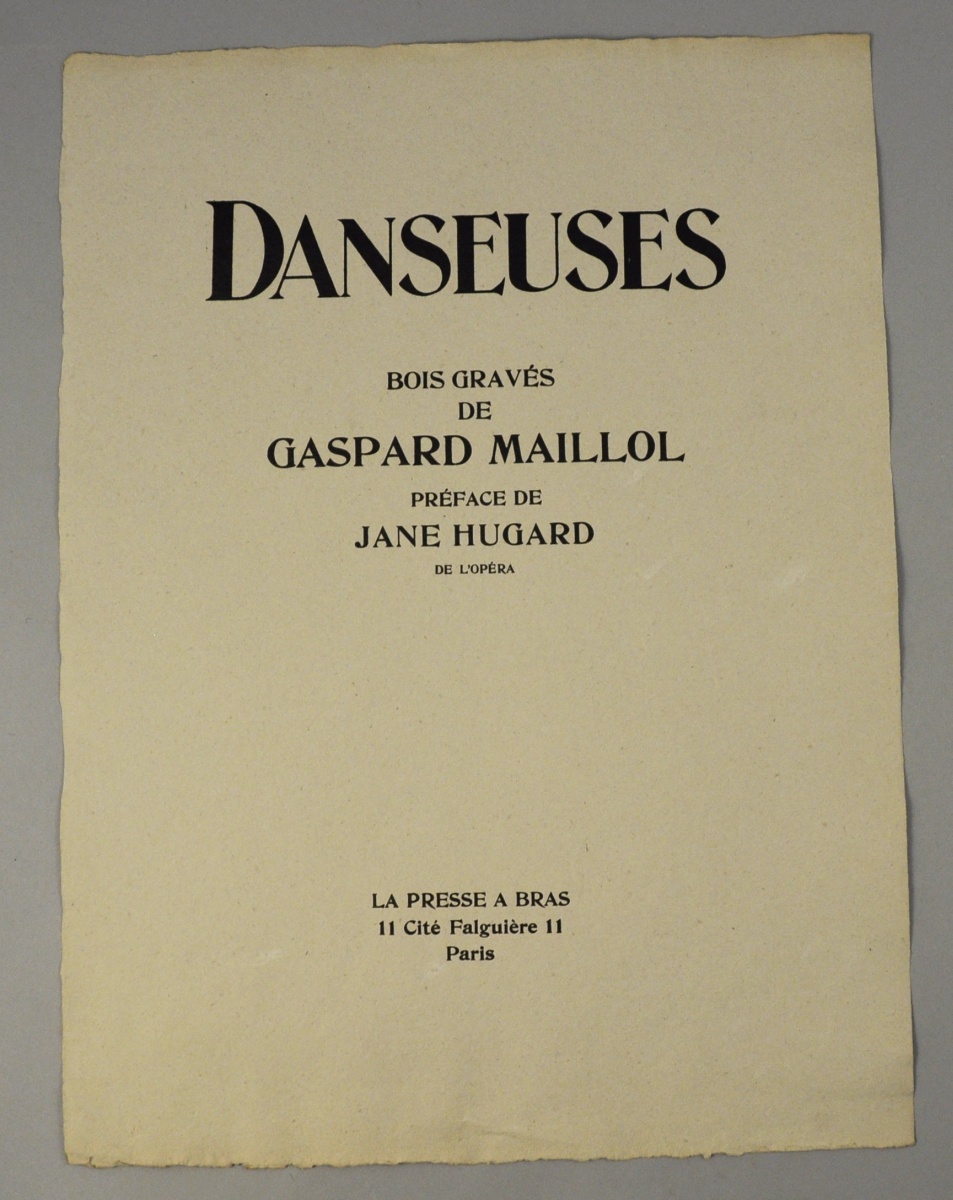 DANSEUSES
BOIS GRAVÉS
DE
GASPARD MAILLOL
PRÉFACE DE
JANE HUGARD
DE L'OPÉRA
LA PRESSE A BRAS
11 Cité Falguière 11
Paris